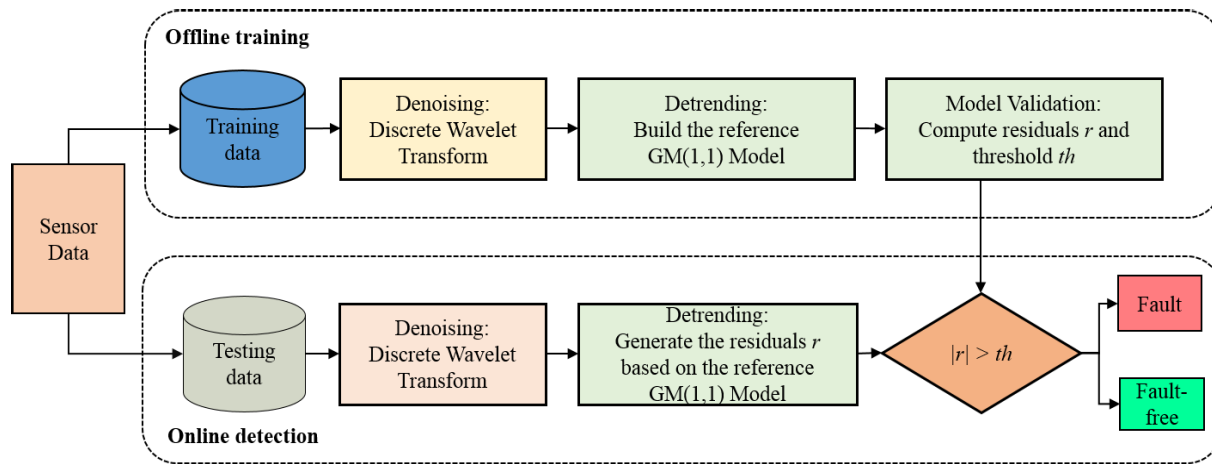 Offline training
Sensor
Data
Training
data
Denoising:
Discrete Wavelet
Transform
Detrending:
Build the reference
GM(1,1) Model
Model Validation:
Compute residuals r and
threshold th
Testing
data
Denoising:
Discrete Wavelet
Transform
Detrending:
Generate the residuals r
based on the reference
GM(1,1) Model
|r| > th
Fault
Fault-
free
Online detection